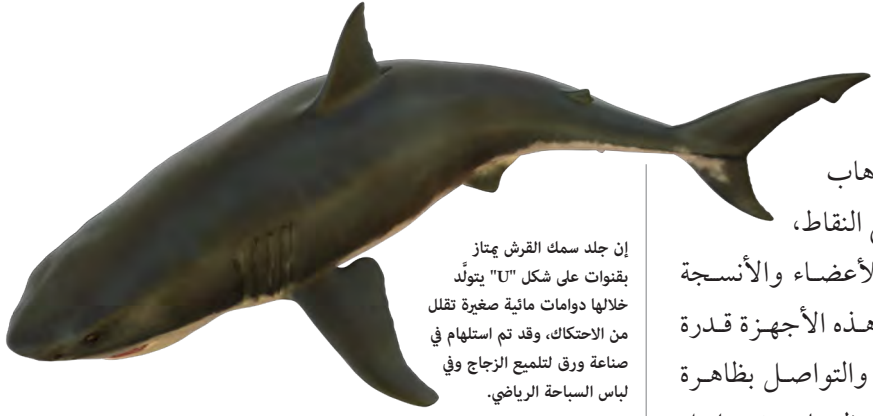 إن جلد سمك القرش يمتاز
بقنوات على شكل "U" يتولَّد
خلالها دوامات مائية صغيرة تقلل
من الاحتكاك، وقد تم استلهام في
صناعة ورق لتلميع الزجاج وفي
لباس السباحة الرياضي.
النقاط،
الأعضاء والأنسجة
هذه الأجهزة قدرة
والتواصل بظاهرة